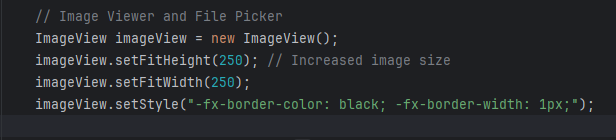 // Image Viewer and File Picker
ImageView imageView = new ImageView();
imageView.setFitHeight(250); // Increased image size
imageView.setFitWidth(250);
imageView.setStyle("-fx-border-color: black; -fx-border-width: 1px;");